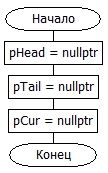 Начало
pHead = nullptr
pTail = nullptr
pCur = nullptr
Конец